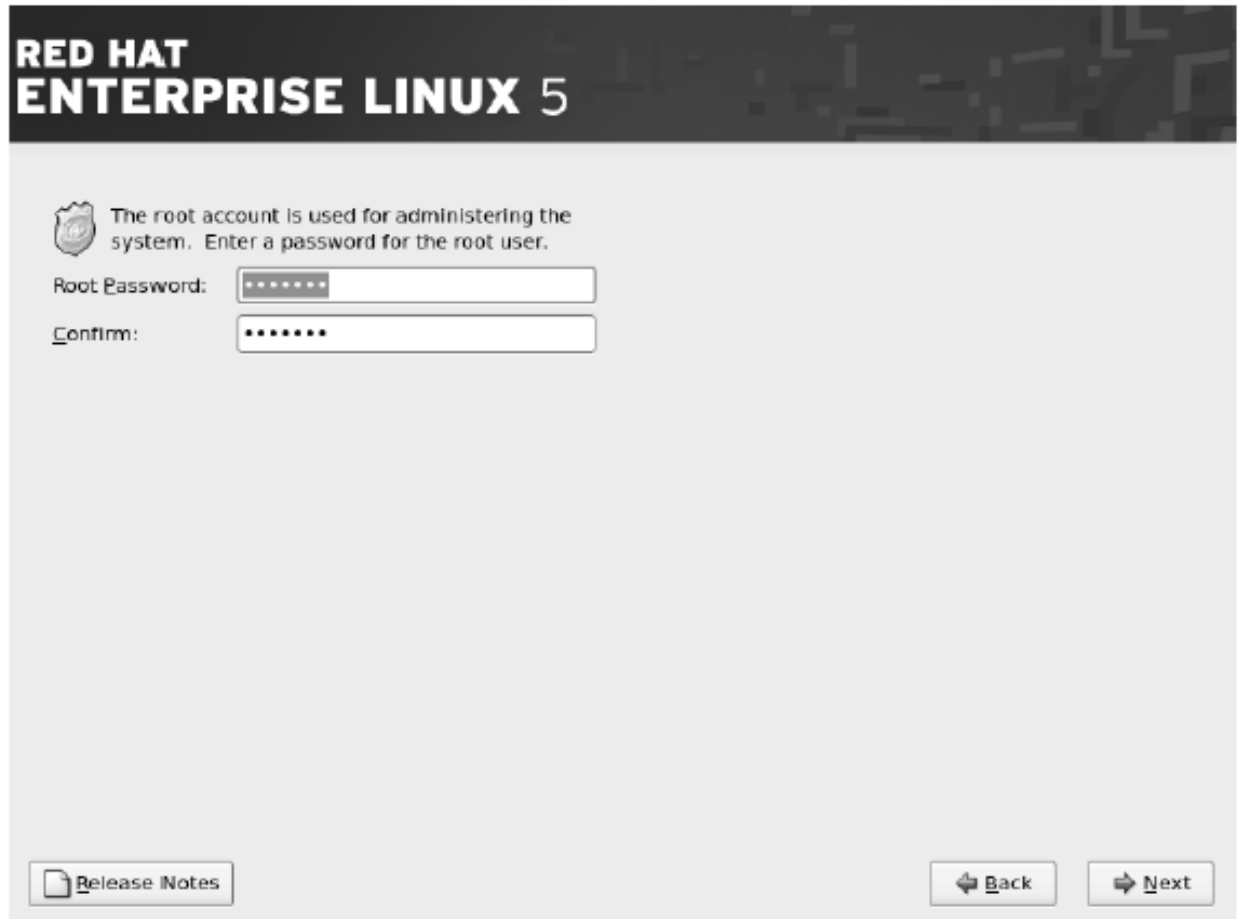 RED HAT
ENTERPRISE LINUX 5
The root account is used for administering the
system. Enter a password for the root user.
Root Password: •••••••
Confirm: •••••••
Release Notes
Back
Next